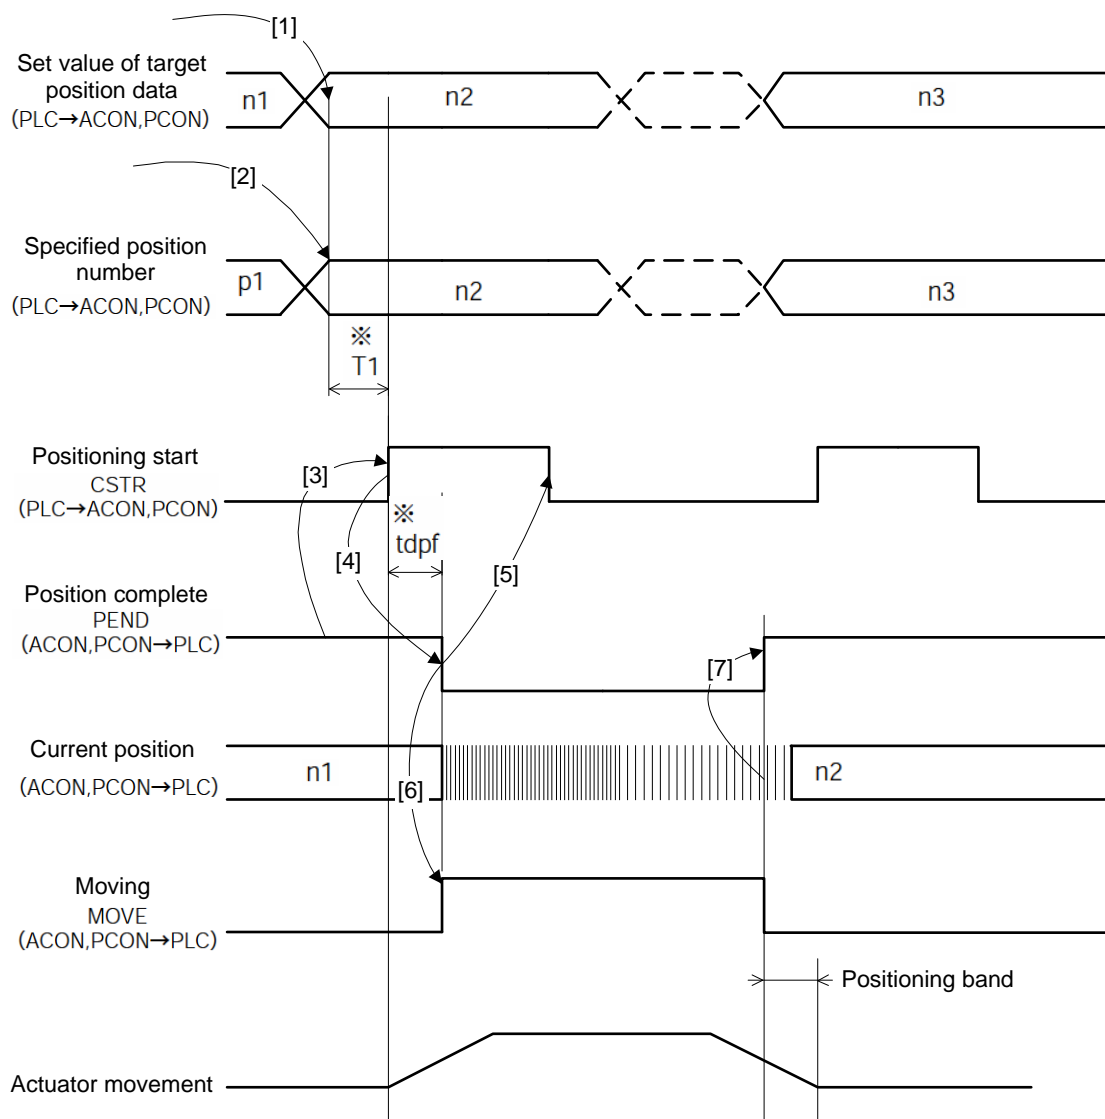 [1]
Set value of target
position data
(PLC→ACON,PCON)
n1
n2
n3
[2]
Specified position
number
(PLC→ACON,PCON)
p1
n2
n3
※
T1
Positioning start
CSTR
(PLC→ACON,PCON)
[3]
※
tdpf
[4]
[5]
Position complete
PEND
(ACON,PCON→PLC)
[7]
Current position
(ACON,PCON→PLC)
n1
n2
[6]
Moving
MOVE
(ACON,PCON→PLC)
Positioning band
Actuator movement